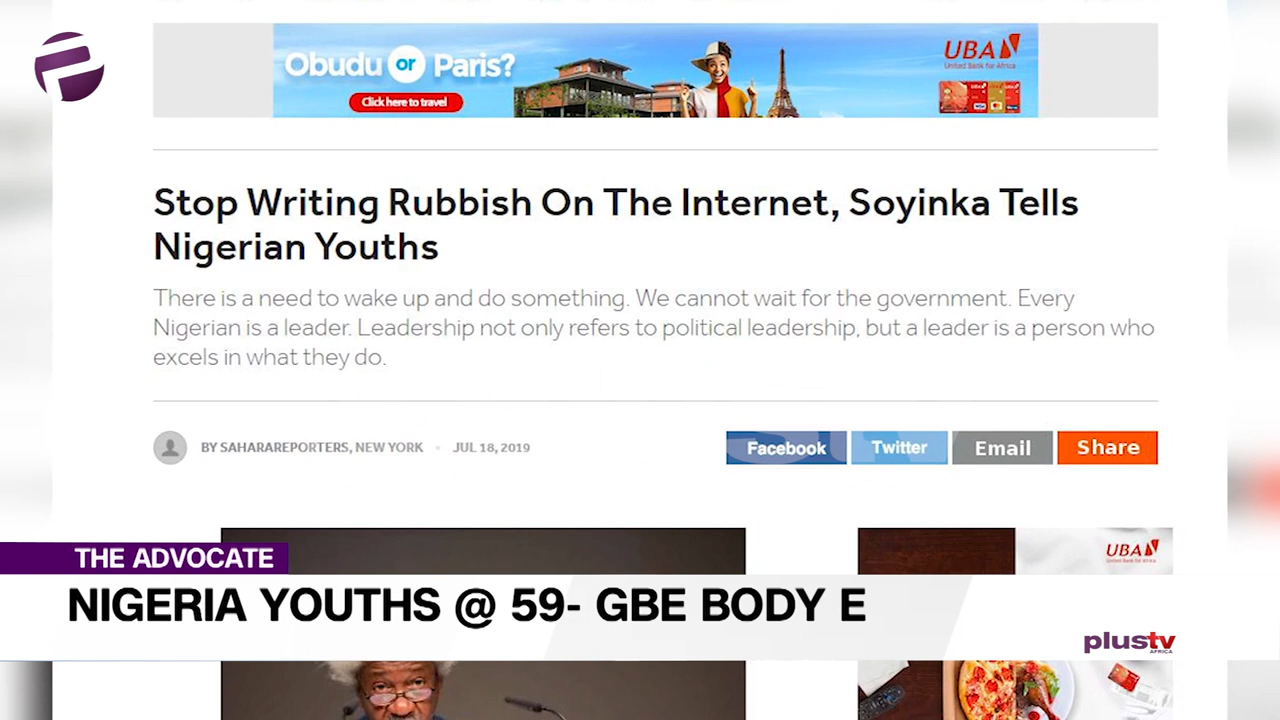 Obudu or Paris?
Click here to travel
UBA
United Bank for Africa
Stop Writing Rubbish On The Internet, Soyinka Tells
Nigerian Youths
There is a need to wake up and do something. We cannot wait for the government. Every
Nigerian is a leader. Leadership not only refers to political leadership, but a leader is a person who
excels in what they do.
BY SAHARAREPORTERS, NEW YORK • JUL 18, 2019
Facebook Twitter Email Share
UBA
United Bank for Africa
THE ADVOCATE
NIGERIA YOUTHS @ 59- GBE BODY E
plustv
AFRICA